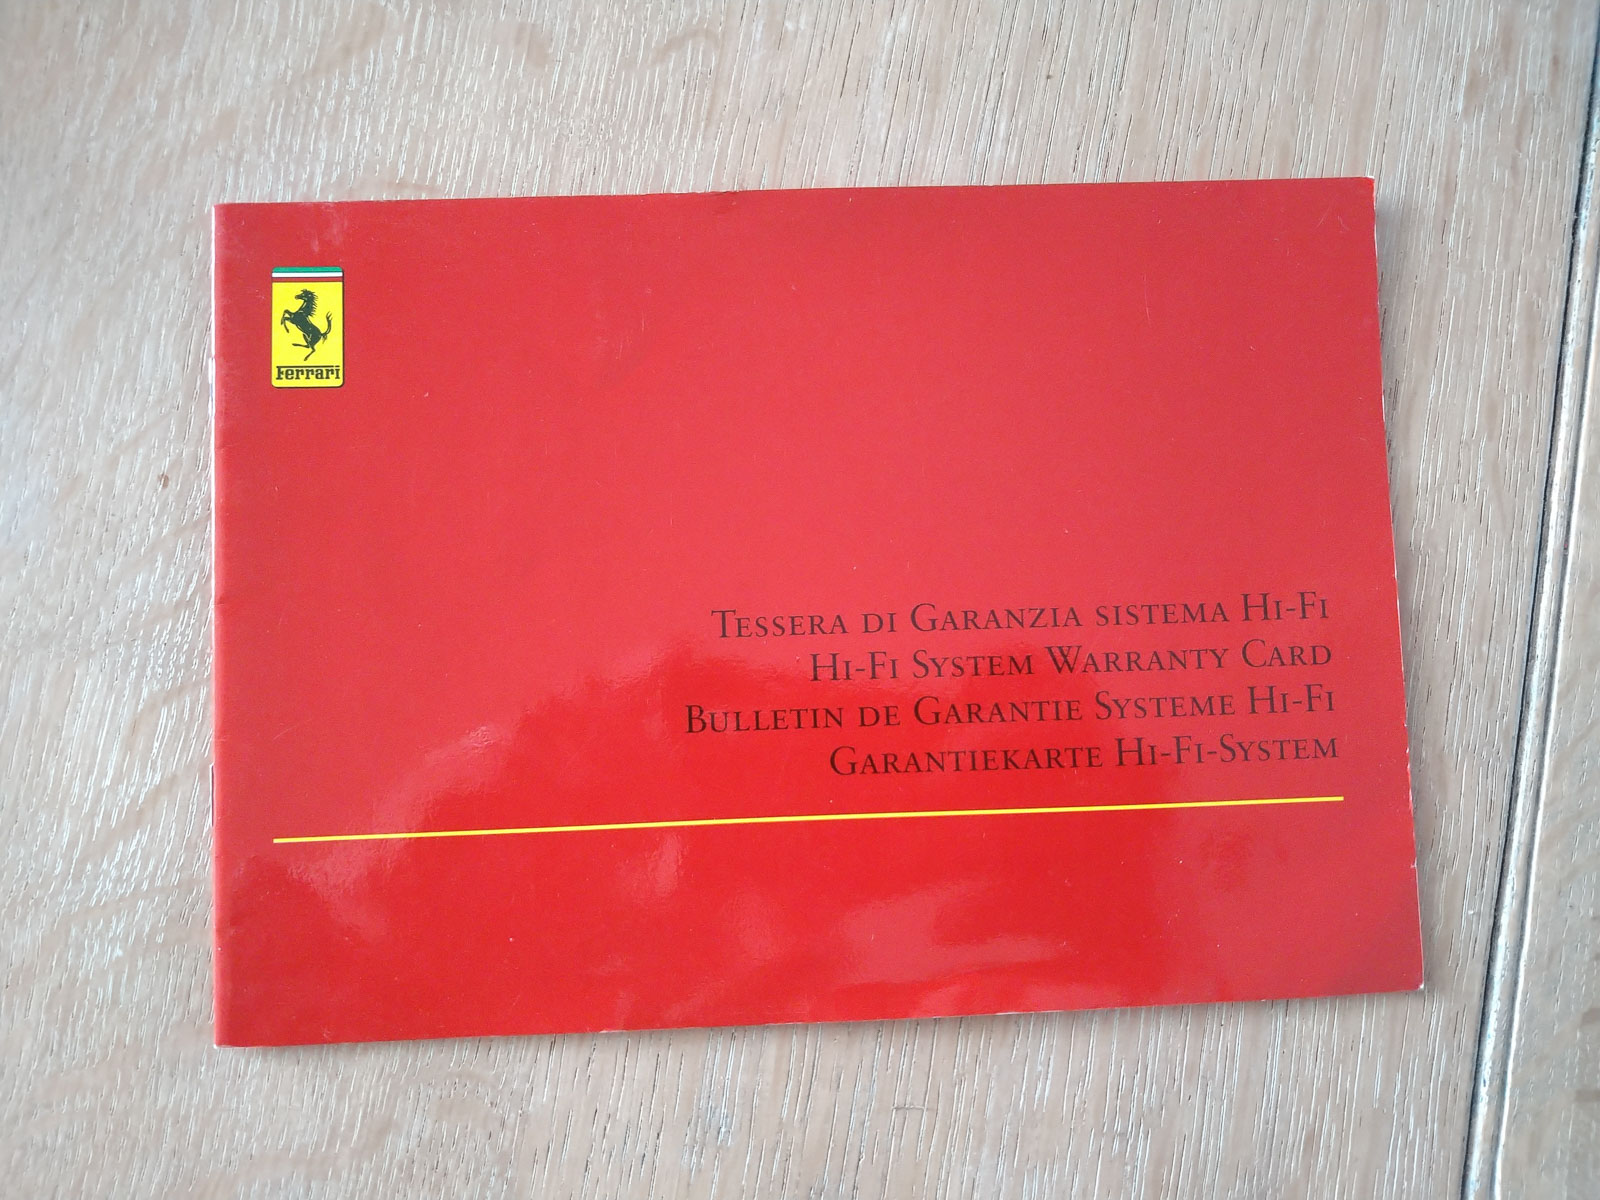 Ferrari
TESSERA DI GARANZIA SISTEMA HI-FI
HI-FI SYSTEM WARRANTY CARD
BULLETIN DE GARANTIE SYSTEME HI-FI
GARANTIEKARTE HI-FI-SYSTEM